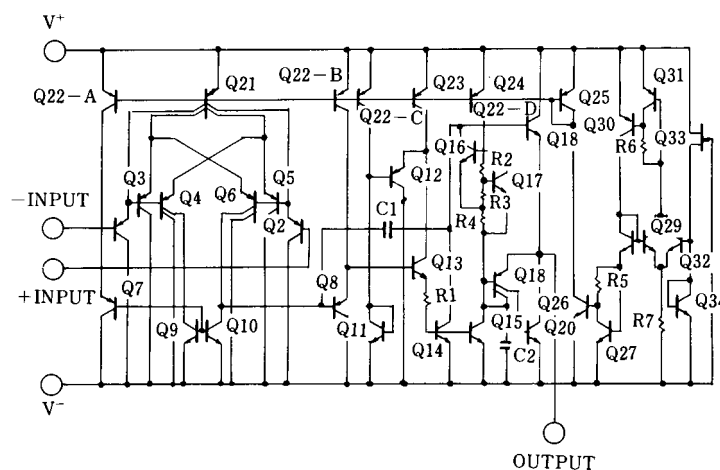 V+
Q22-A
Q21
Q22-B
Q22-C
Q23
Q24
Q22-D
Q18
Q25
Q30
Q31
R6
Q33
Q3
Q4
Q6
Q5
Q2
Q12
Q16
R2
Q17
R3
R4
-INPUT
+INPUT
C1
Q13
Q18
Q29
Q32
Q7
Q8
R1
Q15
Q26
R5
Q34
Q9
Q10
Q11
Q14
C2
Q20
Q27
R7
V-
OUTPUT